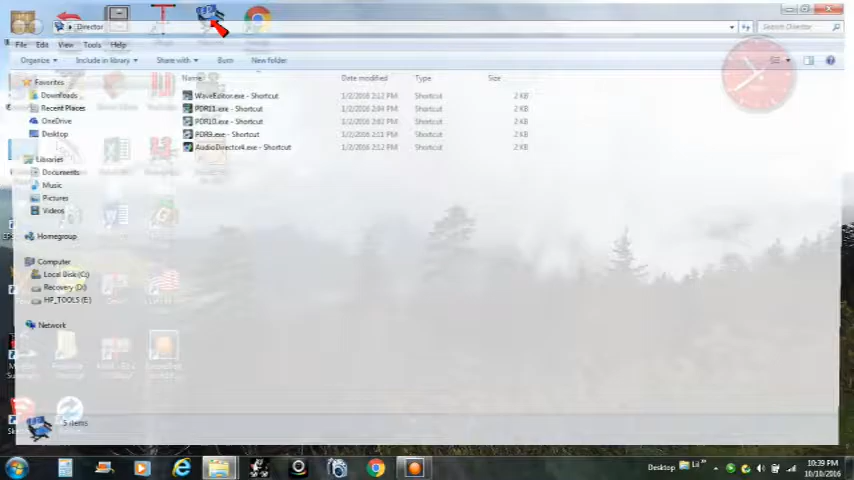 Director
Search Director
File Edit View Tools Help
Organize Include in library Share with Burn New folder
Name Date modified Type Size
Favorites
Downloads
Recent Places
OneDrive
Desktop
Libraries
Documents
Music
Pictures
Videos
Homegroup
Computer
Local Disk (C:)
Recovery (D:)
HP_TOOLS (E:)
Network
WaveEditor.exe - Shortcut 1/2/2016 2:12 PM Shortcut 2 KB
PDR11.exe - Shortcut 1/2/2016 2:04 PM Shortcut 2 KB
PDR10.exe - Shortcut 1/2/2016 2:02 PM Shortcut 2 KB
PDR9.exe - Shortcut 1/2/2016 2:11 PM Shortcut 2 KB
AudioDirector4.exe - Shortcut 1/2/2016 2:12 PM Shortcut 2 KB
5 items
Desktop Li »
10:39 PM
10/10/2016